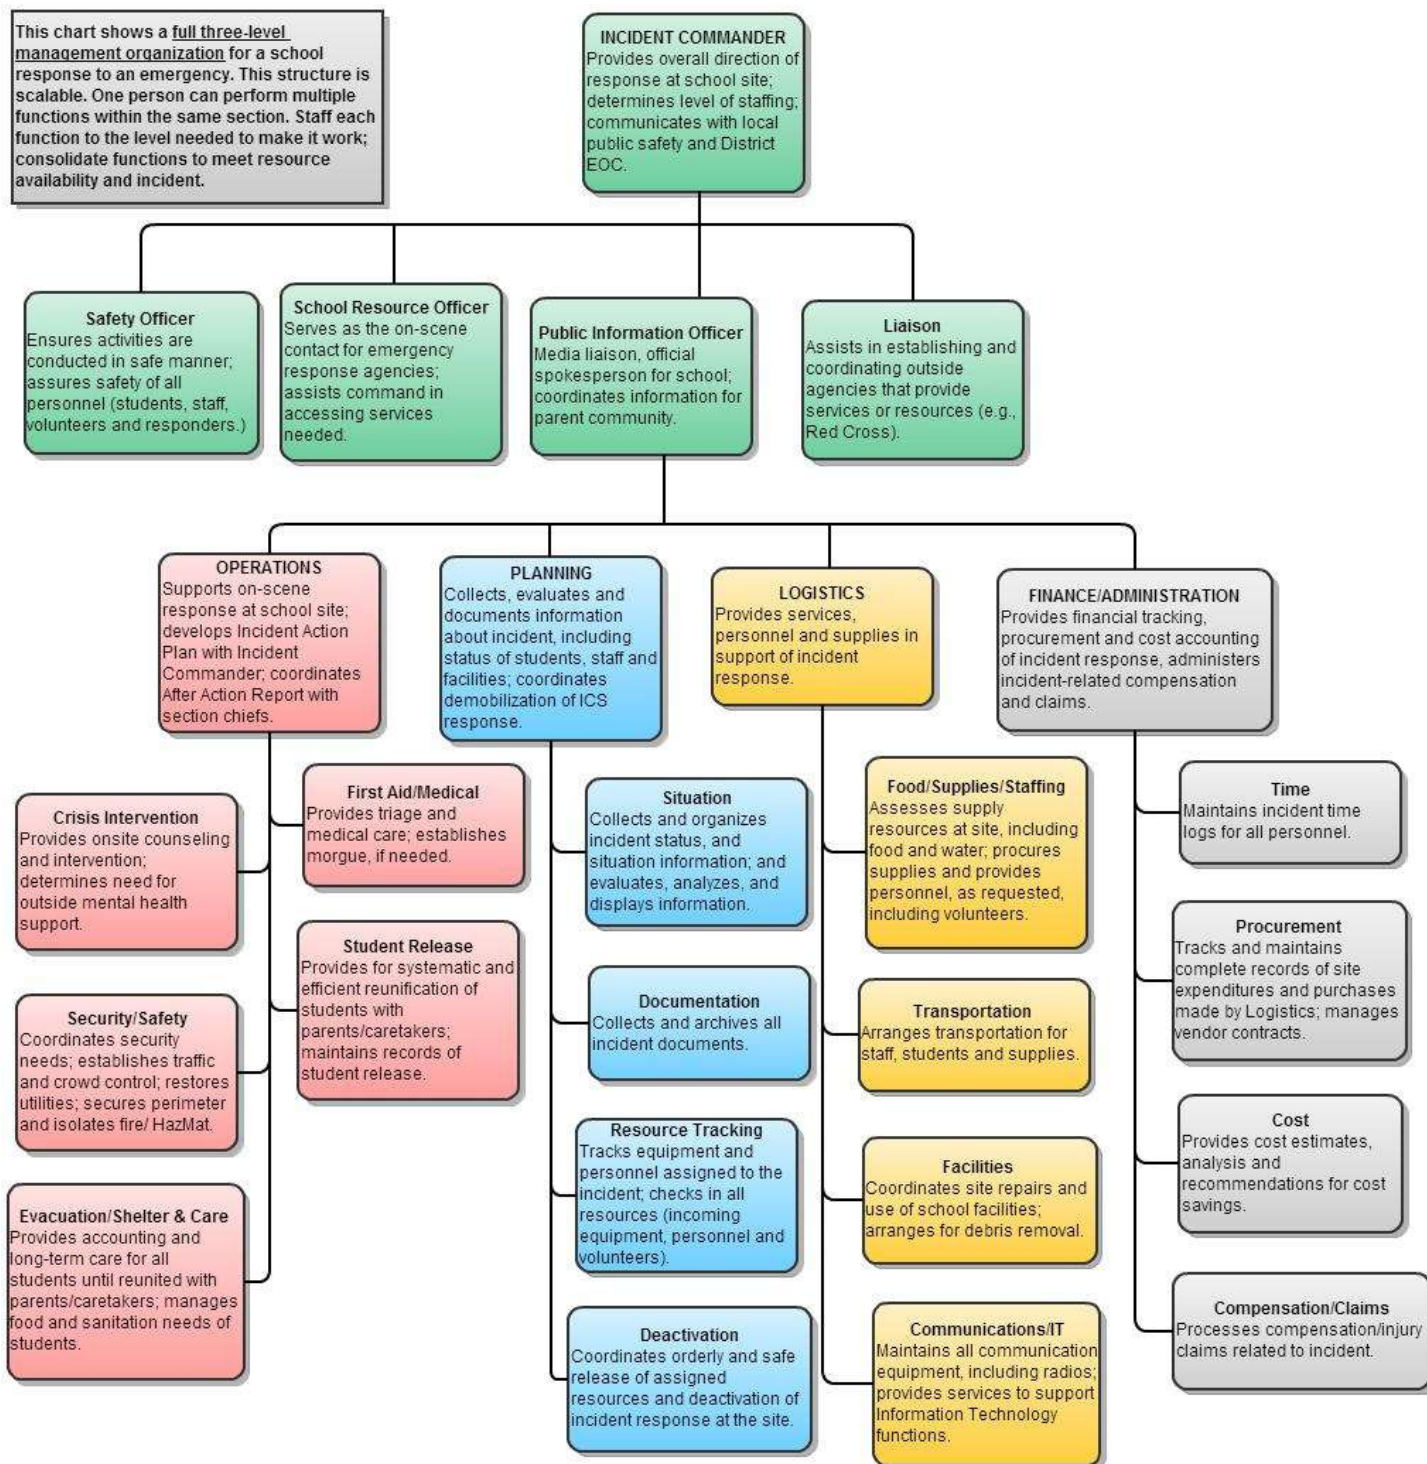 This chart shows a full three-level
management organization for a school
response to an emergency. This structure is
scalable. One person can perform multiple
functions within the same section. Staff each
function to the level needed to make it work;
consolidate functions to meet resource
availability and incident.
INCIDENT COMMANDER
Provides overall direction of
response at school site;
determines level of staffing;
communicates with local
public safety and District
EOC.
Safety Officer
Ensures activities are
conducted in safe manner;
assures safety of all
personnel (students, staff,
volunteers and responders.)
School Resource Officer
Serves as the on-scene
contact for emergency
response agencies;
assists command in
accessing services
needed.
Public Information Officer
Media liaison, official
spokesperson for school;
coordinates information for
parent community.
Liaison
Assists in establishing and
coordinating outside
agencies that provide
services or resources (e.g.,
Red Cross).
OPERATIONS
Supports on-scene
response at school site;
develops Incident Action
Plan with Incident
Commander; coordinates
After Action Report with
section chiefs.
PLANNING
Collects, evaluates and
documents information
about incident, including
status of students, staff and
facilities; coordinates
demobilization of ICS
response.
LOGISTICS
Provides services,
personnel and supplies in
support of incident
response.
FINANCE/ADMINISTRATION
Provides financial tracking,
procurement and cost accounting
of incident response, administers
incident-related compensation
and claims.
Crisis Intervention
Provides onsite counseling
and intervention;
determines need for
outside mental health
support.
First Aid/Medical
Provides triage and
medical care; establishes
morgue, if needed.
Student Release
Provides for systematic and
efficient reunification of
students with
parents/caretakers;
maintains records of
student release.
Security/Safety
Coordinates security
needs; establishes traffic
and crowd control; restores
utilities; secures perimeter
and isolates fire/ HazMat.
Evacuation/Shelter & Care
Provides accounting and
long-term care for all
students until reunited with
parents/caretakers; manages
food and sanitation needs of
students.
Situation
Collects and organizes
incident status, and
situation information; and
evaluates, analyzes, and
displays information.
Documentation
Collects and archives all
incident documents.
Resource Tracking
Tracks equipment and
personnel assigned to the
incident; checks in all
resources (incoming
equipment, personnel and
volunteers).
Deactivation
Coordinates orderly and safe
release of assigned
resources and deactivation of
incident response at the site.
Food/Supplies/Staffing
Assesses supply
resources at site, including
food and water; procures
supplies and provides
personnel, as requested,
including volunteers.
Transportation
Arranges transportation for
staff, students and supplies.
Facilities
Coordinates site repairs and
use of school facilities;
arranges for debris removal.
Communications/IT
Maintains all communication
equipment, including radios;
provides services to support
Information Technology
functions.
Time
Maintains incident time
logs for all personnel.
Procurement
Tracks and maintains
complete records of site
expenditures and purchases
made by Logistics; manages
vendor contracts.
Cost
Provides cost estimates,
analysis and
recommendations for cost
savings.
Compensation/Claims
Processes compensation/injury
claims related to incident.